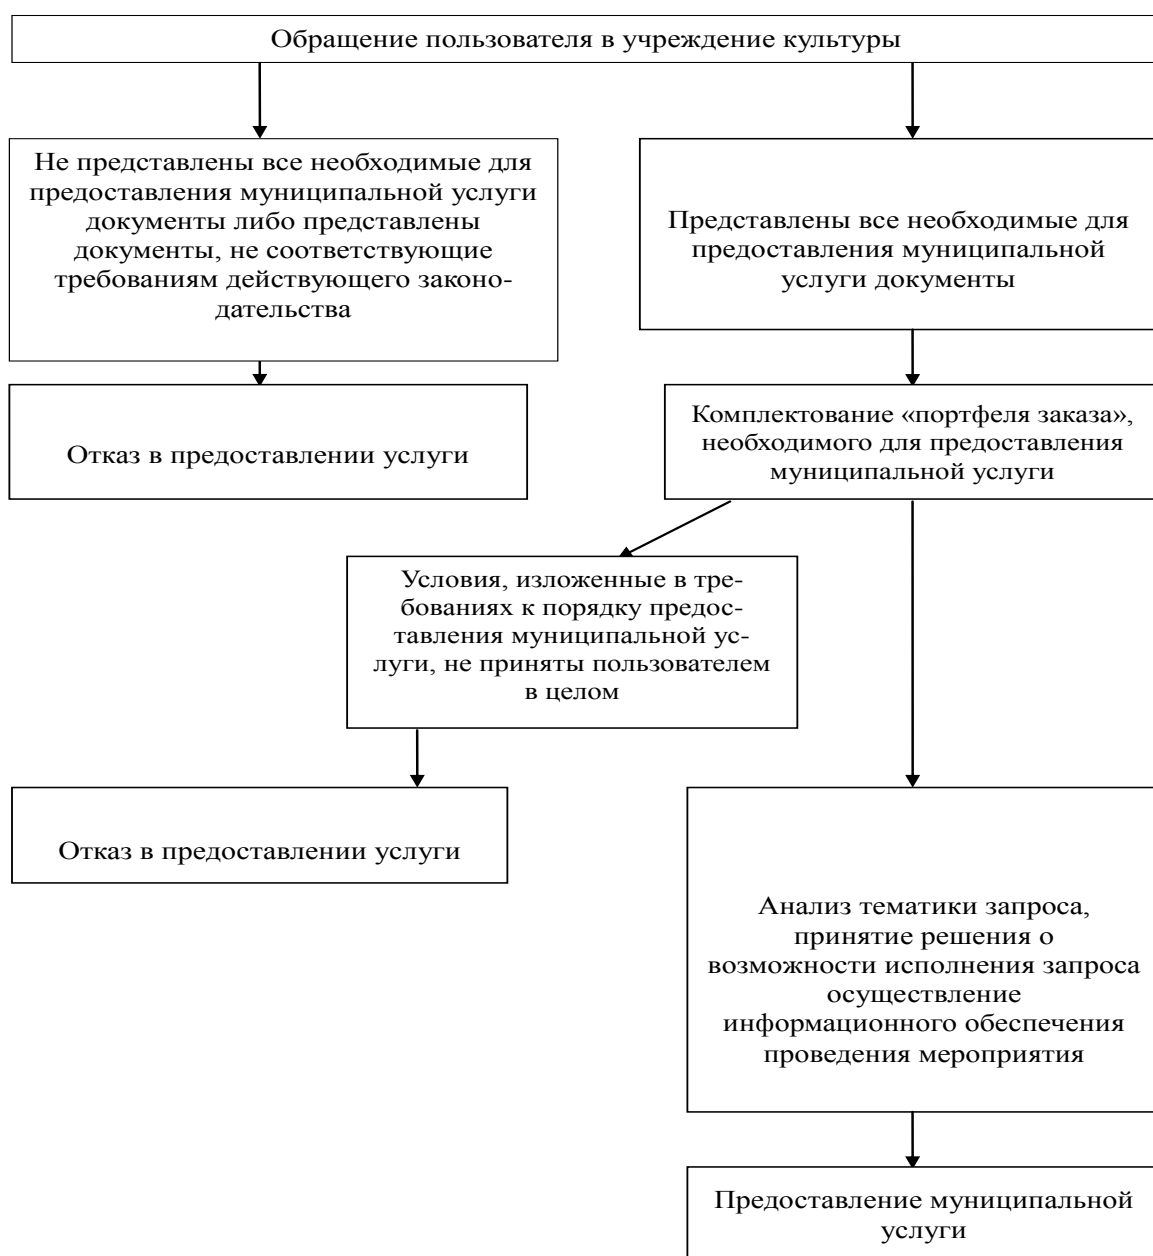 Обращение пользователя в учреждение культуры
Не представлены все необходимые для
предоставления муниципальной услуги
документы либо представлены
документы, не соответствующие
требованиям действующего законо-
дательства
Представлены все необходимые для
предоставления муниципальной
услуги документы
Отказ в предоставлении услуги
Комплектование «портфеля заказа»,
необходимого для предоставления
муниципальной услуги
Условия, изложенные в тре-
бованиях к порядку предос-
тавления муниципальной ус-
луги, не приняты пользователем
в целом
Отказ в предоставлении услуги
Анализ тематики запроса,
принятие решения о
возможности исполнения запроса
осуществление
информационного обеспечения
проведения мероприятия
Предоставление муниципальной
услуги